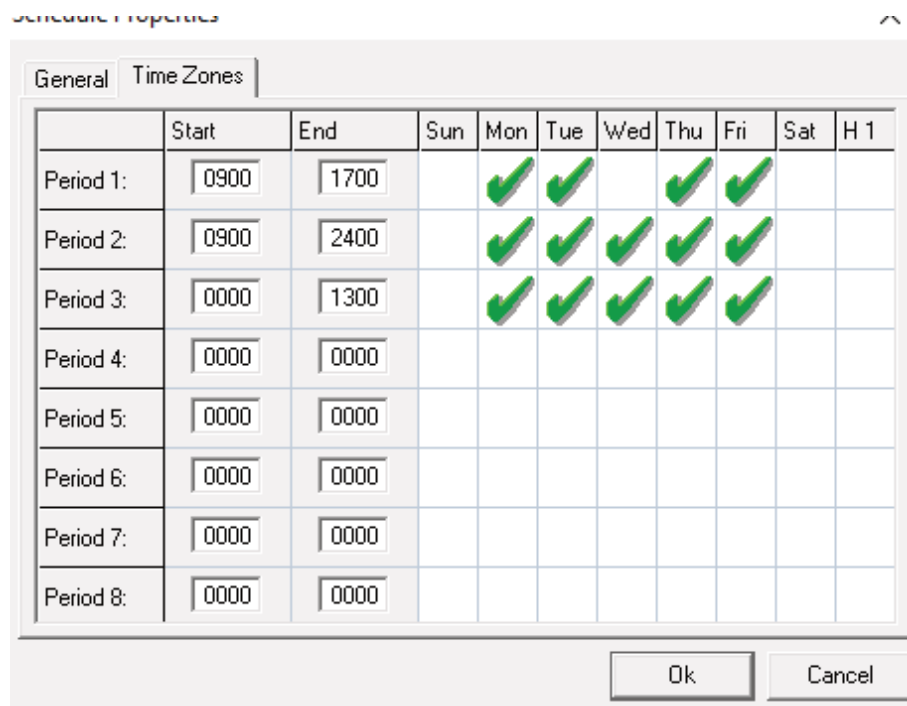 Schedule Properties
General Time Zones
Start End Sun Mon Tue Wed Thu Fri Sat H 1
Period 1: 0900 1700
Period 2: 0900 2400
Period 3: 0000 1300
Period 4: 0000 0000
Period 5: 0000 0000
Period 6: 0000 0000
Period 7: 0000 0000
Period 8: 0000 0000
Ok Cancel